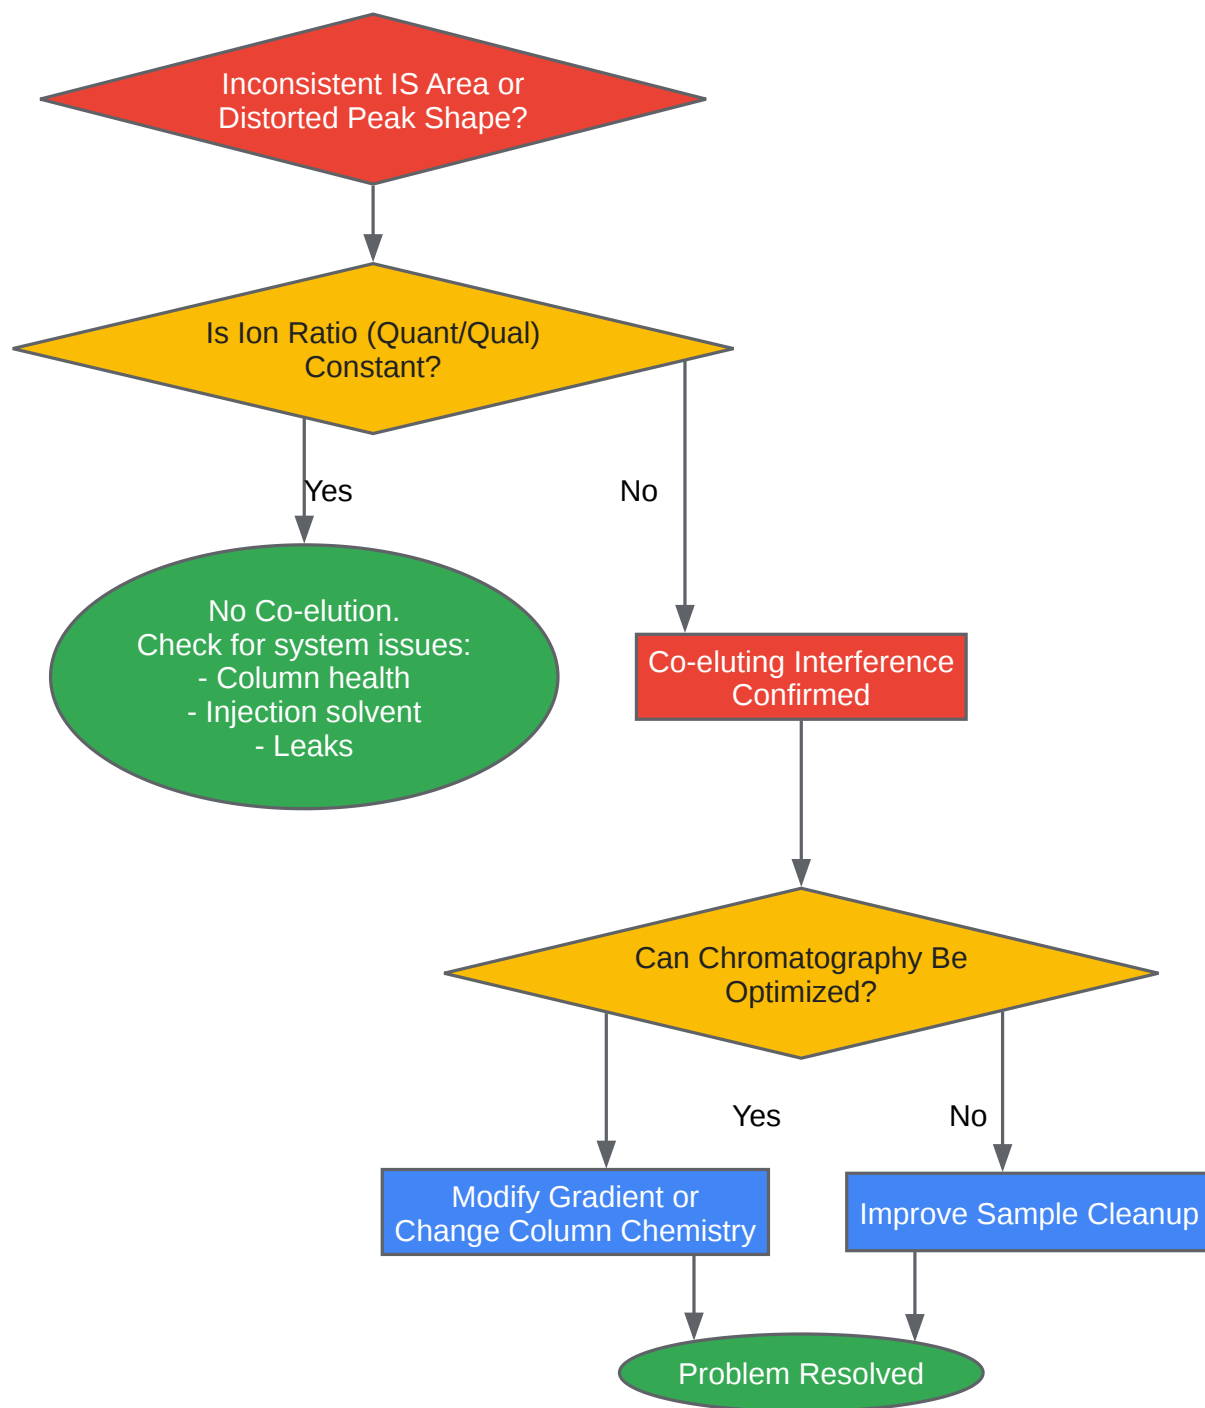 Inconsistent IS Area or
Distorted Peak Shape?
Is Ion Ratio (Quant/Qual)
Constant?
Yes
No
No Co-elution.
Check for system issues:
- Column health
- Injection solvent
- Leaks
Co-eluting Interference
Confirmed
Can Chromatography Be
Optimized?
Yes
No
Modify Gradient or
Change Column Chemistry
Improve Sample Cleanup
Problem Resolved